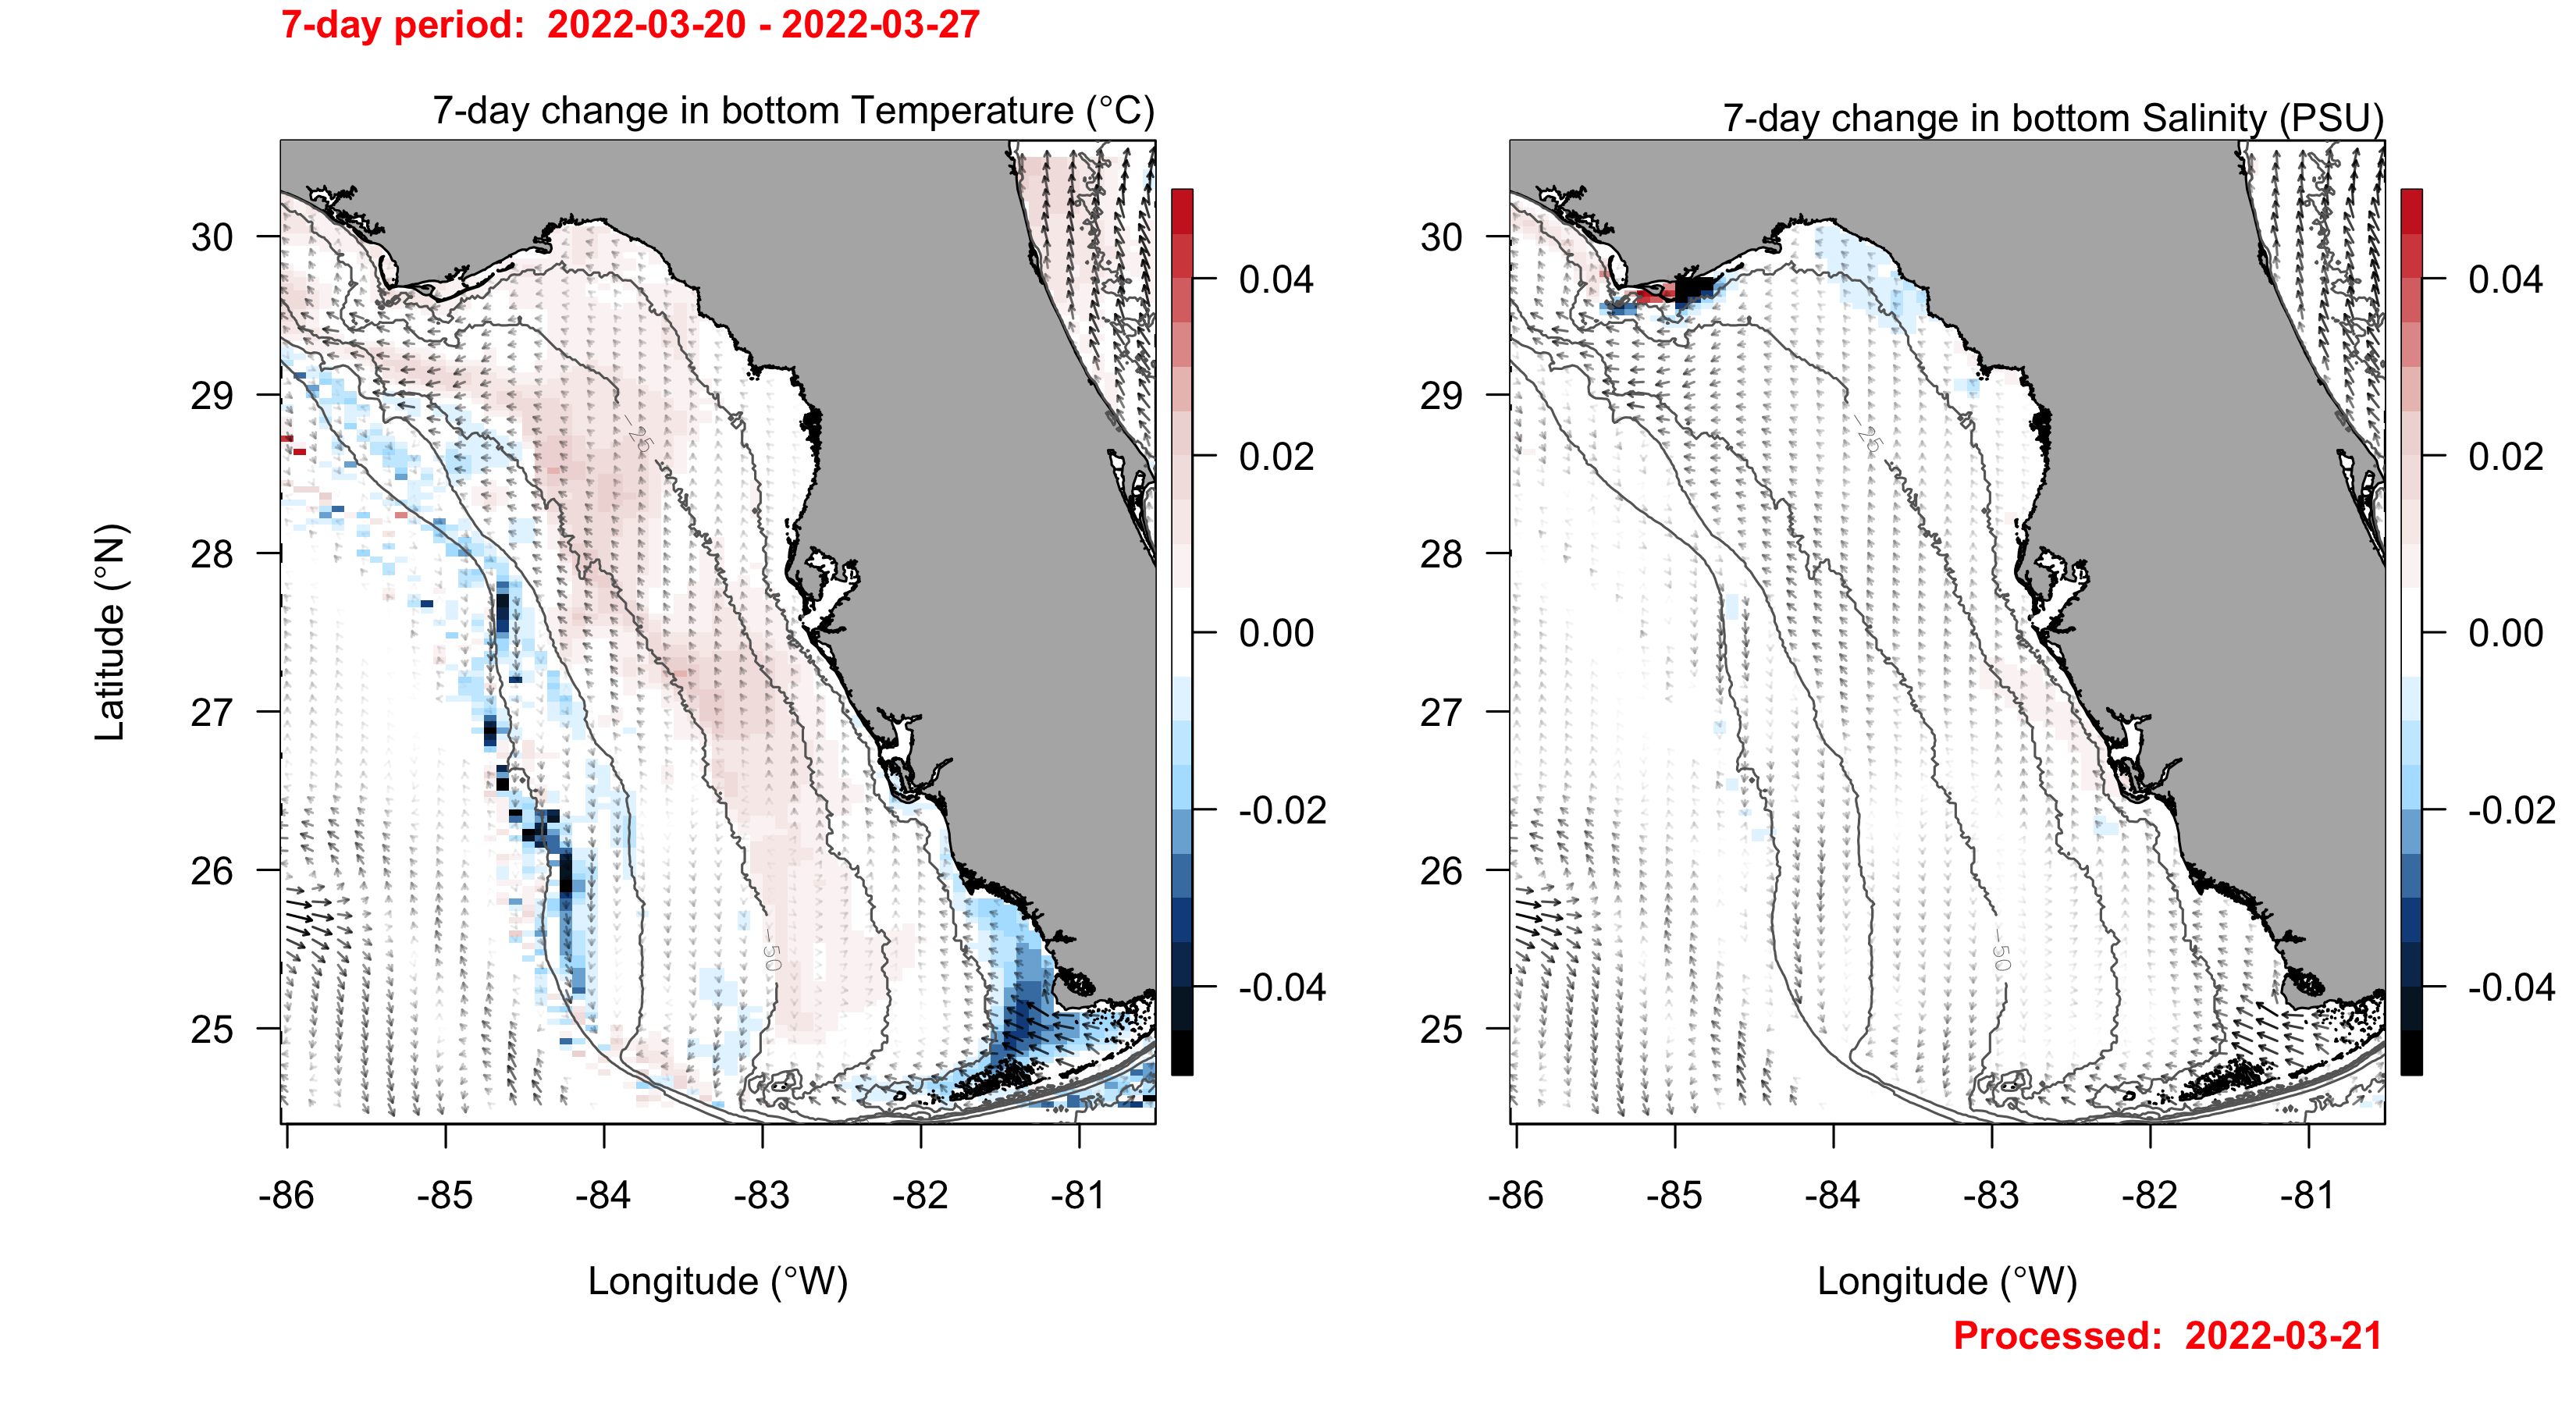 7-day period:  2022-03-20 - 2022-03-27
7-day change in bottom Temperature (°C)
30
29
28
27
26
25
Latitude (°N)
-25
-50
-86 -85 -84 -83 -82 -81
Longitude (°W)
0.04
0.02
0.00
-0.02
-0.04
7-day change in bottom Salinity (PSU)
30
29
28
27
26
25
-25
-50
-86 -85 -84 -83 -82 -81
Longitude (°W)
0.04
0.02
0.00
-0.02
-0.04
Processed:  2022-03-21